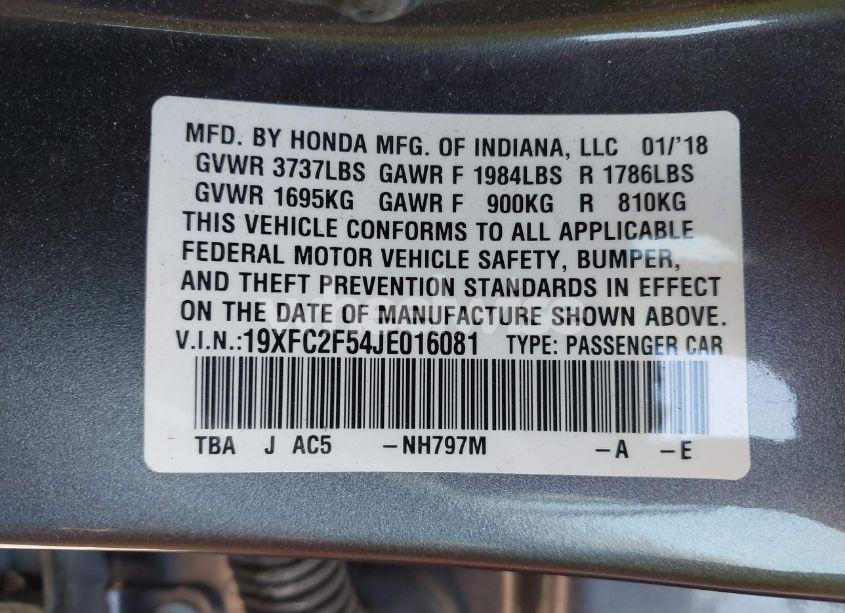 MFD. BY HONDA MFG. OF INDIANA, LLC 01/'18
GVWR 3737LBS GAWR F 1984LBS R 1786LBS
GVWR 1695KG GAWR F 900KG R 810KG
THIS VEHICLE CONFORMS TO ALL APPLICABLE
FEDERAL MOTOR VEHICLE SAFETY, BUMPER,
AND THEFT PREVENTION STANDARDS IN EFFECT
ON THE DATE OF MANUFACTURE SHOWN ABOVE.
V.I.N.:19XFC2F54JE016081 TYPE: PASSENGER CAR
TBA J AC5 -NH797M -A -E